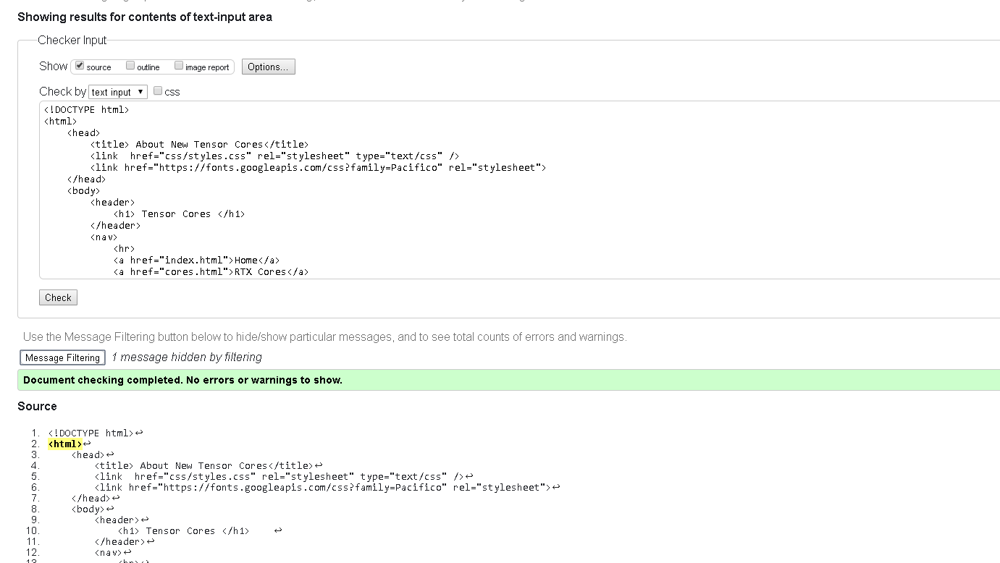 Showing results for contents of text-input area
Checker Input
Show source outline image report Options...
Check by text input css
<!DOCTYPE html>
<html>
<head>
<title> About New Tensor Cores</title>
<link  href="css/styles.css" rel="stylesheet" type="text/css" />
<link href="https://fonts.googleapis.com/css?family=Pacifico" rel="stylesheet">
</head>
<body>
<header>
<h1> Tensor Cores </h1>
</header>
<nav>
<hr>
<a href="index.html">Home</a>
<a href="cores.html">RTX Cores</a>
Check
Use the Message Filtering button below to hide/show particular messages, and to see total counts of errors and warnings.
Message Filtering 1 message hidden by filtering
Document checking completed. No errors or warnings to show.
Source
1. <!DOCTYPE html>↩
2. <html>↩
3. <head>↩
4. <title> About New Tensor Cores</title>↩
5. <link  href="css/styles.css" rel="stylesheet" type="text/css" />↩
6. <link href="https://fonts.googleapis.com/css?family=Pacifico" rel="stylesheet">↩
7. </head>↩
8. <body>↩
9. <header>↩
10. <h1> Tensor Cores </h1>    ↩
11. </header>↩
12. <nav>↩
13. <hr>↩